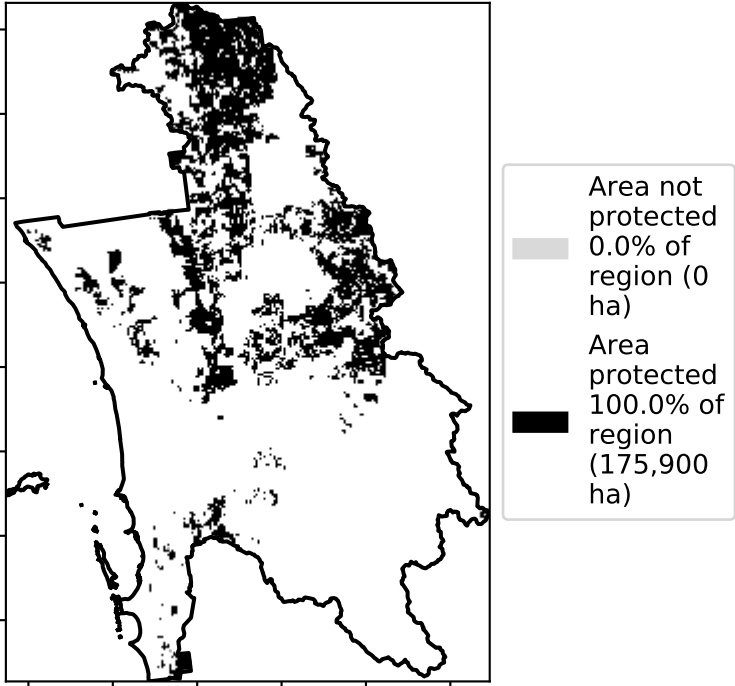 Area not
protected
0.0% of
region (0
ha)
Area
protected
100.0% of
region
(175,900
ha)